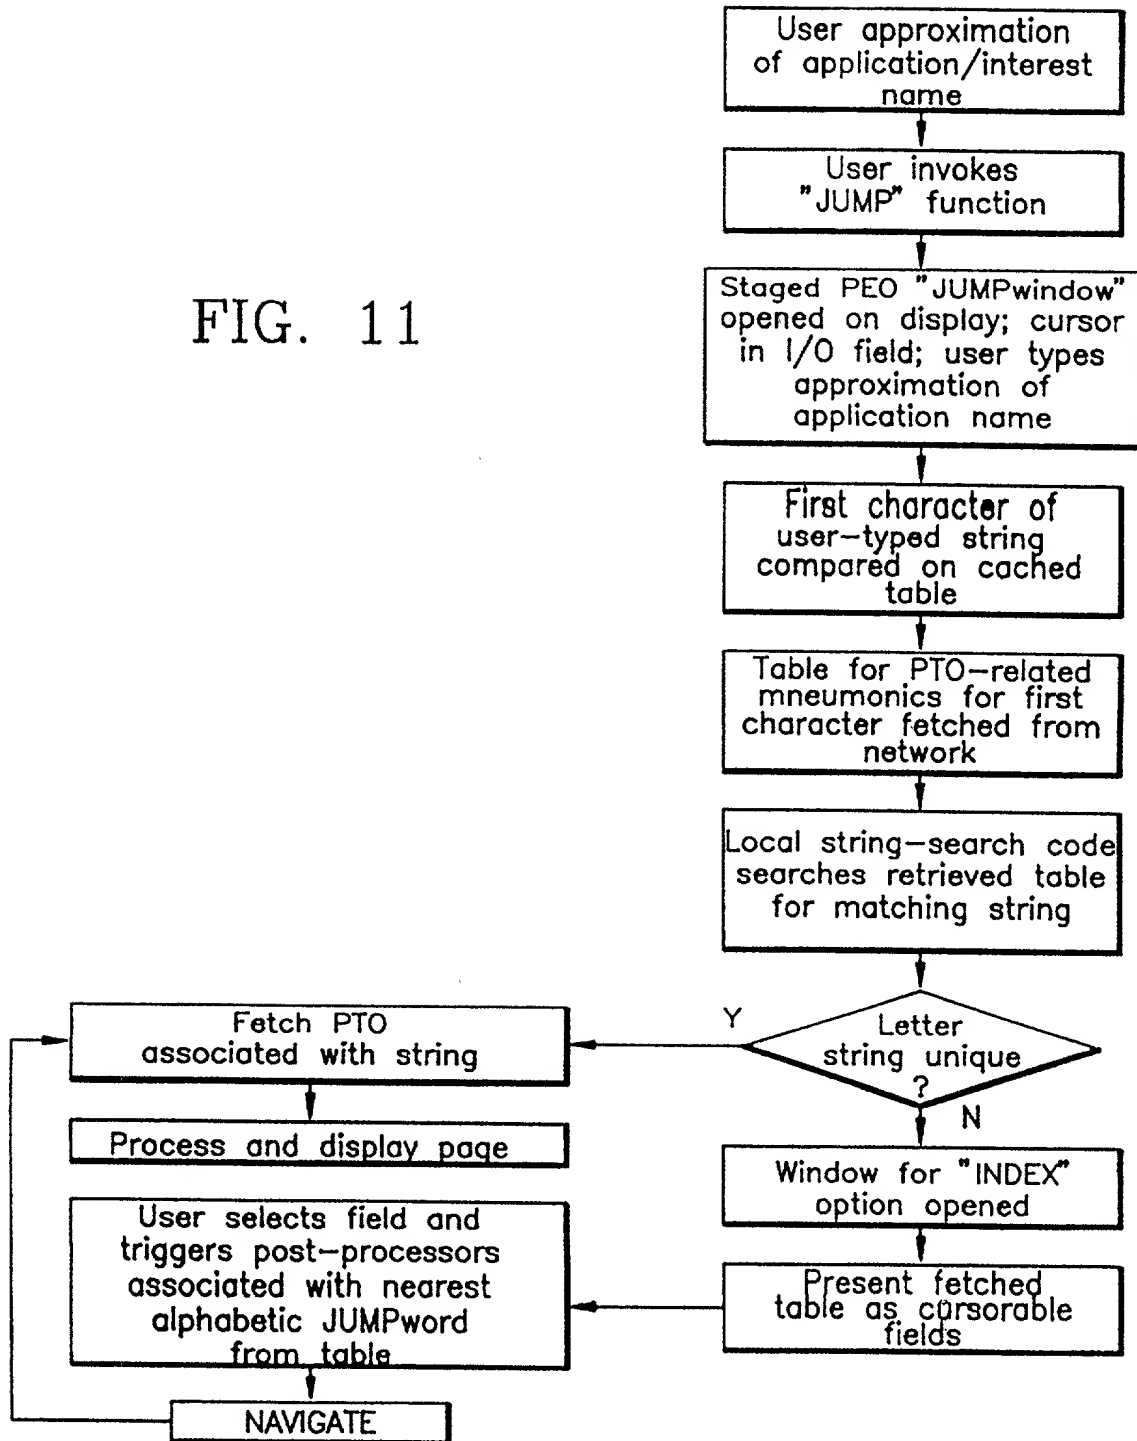 User approximation
of application/interest
name
User invokes
"JUMP" function
FIG. 11
Staged PEO "JUMPwindow"
opened on display; cursor
in I/O field; user types
approximation of
application name
First character of
user-typed string
compared on cached
table
Table for PTO-related
mneumonics for first
character fetched from
network
Local string-search code
searches retrieved table
for matching string
Letter
string unique
?
Y
N
Fetch PTO
associated with string
Process and display page
Window for "INDEX"
option opened
Present fetched
table as cursorable
fields
User selects field and
triggers post-processors
associated with nearest
alphabetic JUMPword
from table
NAVIGATE